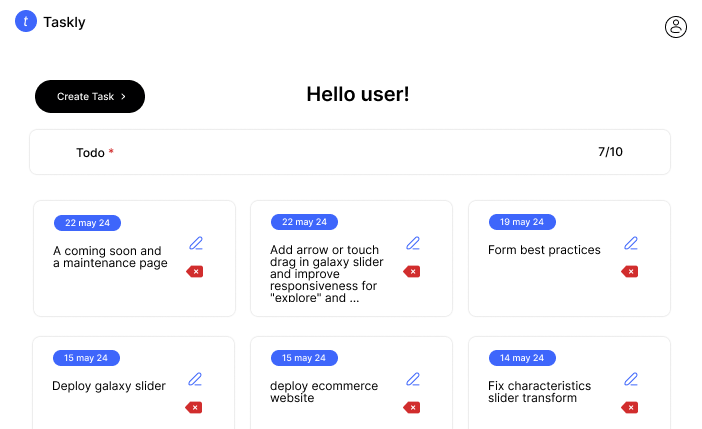 t Taskly
Create Task >
Hello user!
Todo *
7/10
22 may 24
A coming soon and
a maintenance page
22 may 24
Add arrow or touch
drag in galaxy slider
and improve
responsiveness for
"explore" and ...
19 may 24
Form best practices
15 may 24
Deploy galaxy slider
15 may 24
deploy ecommerce
website
14 may 24
Fix characteristics
slider transform